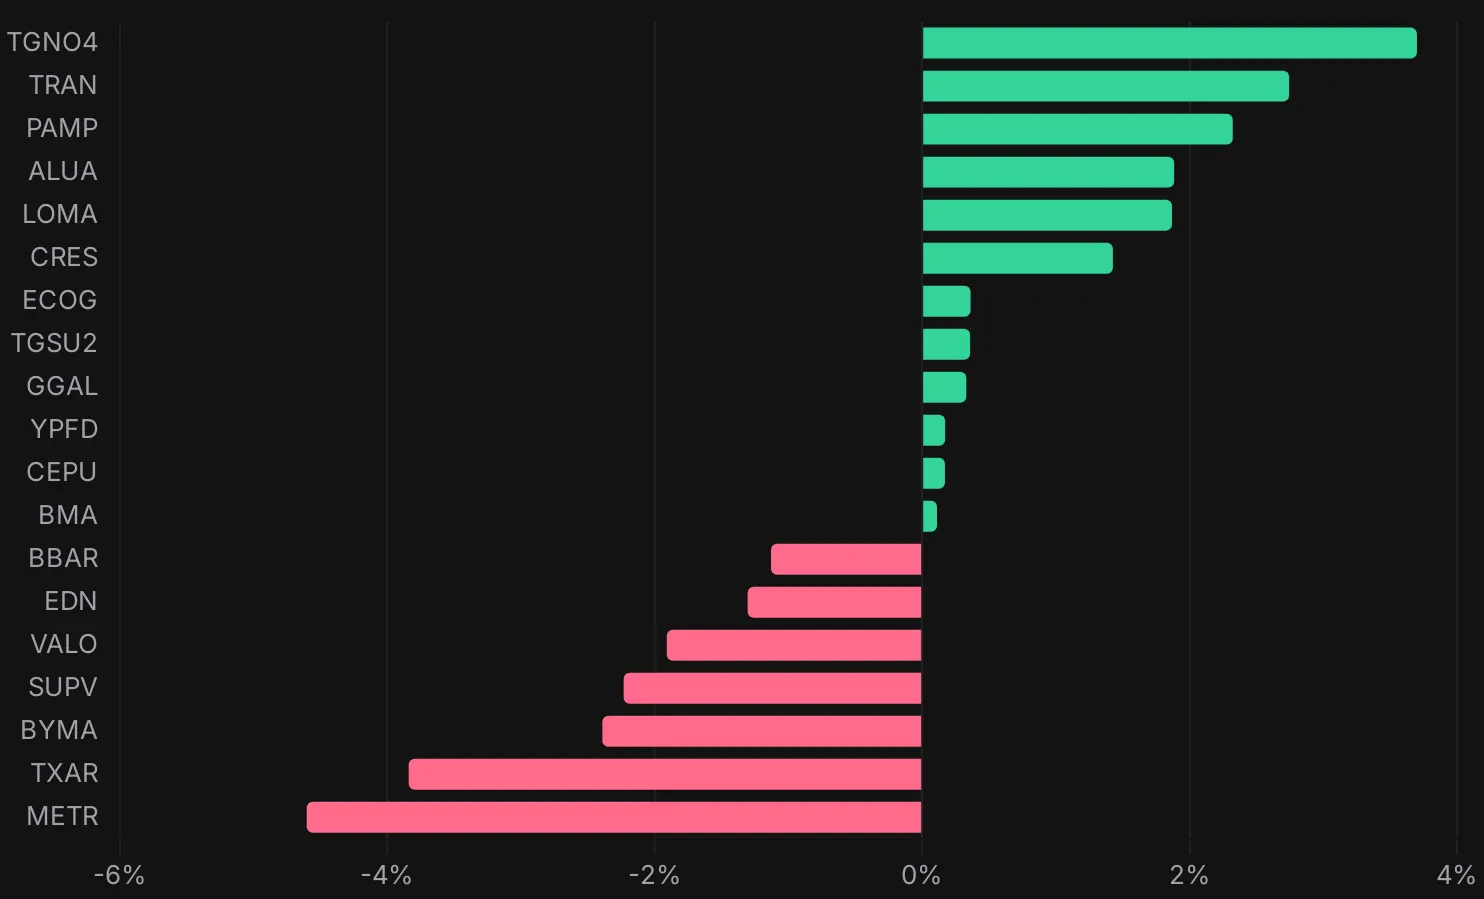 TGNO4
TRAN
PAMP
ALUA
LOMA
CRES
ECOG
TGSU2
GGAL
YPFD
CEPU
BMA
BBAR
EDN
VALO
SUPV
BYMA
TXAR
METR
-6% -4% -2% 0% 2% 4%